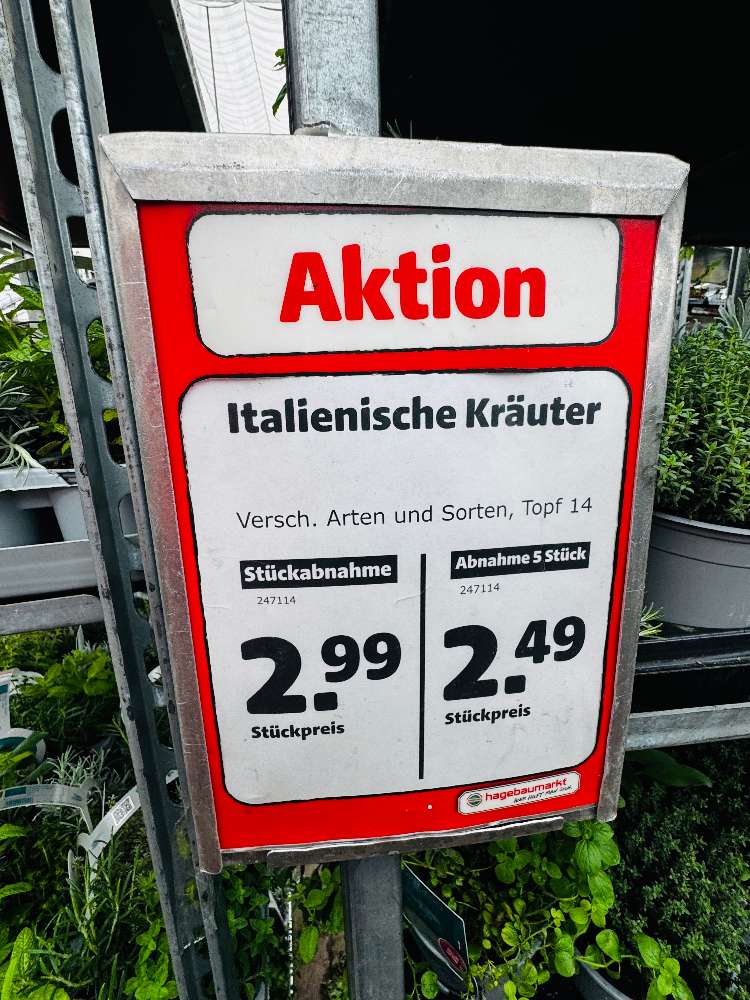 Aktion
Italienische Kräuter
Versch. Arten und Sorten, Topf 14
Stückabnahme
247114
2.99
Stückpreis
Abnahme 5 Stück
247114
2.49
Stückpreis
hagebaumarkt